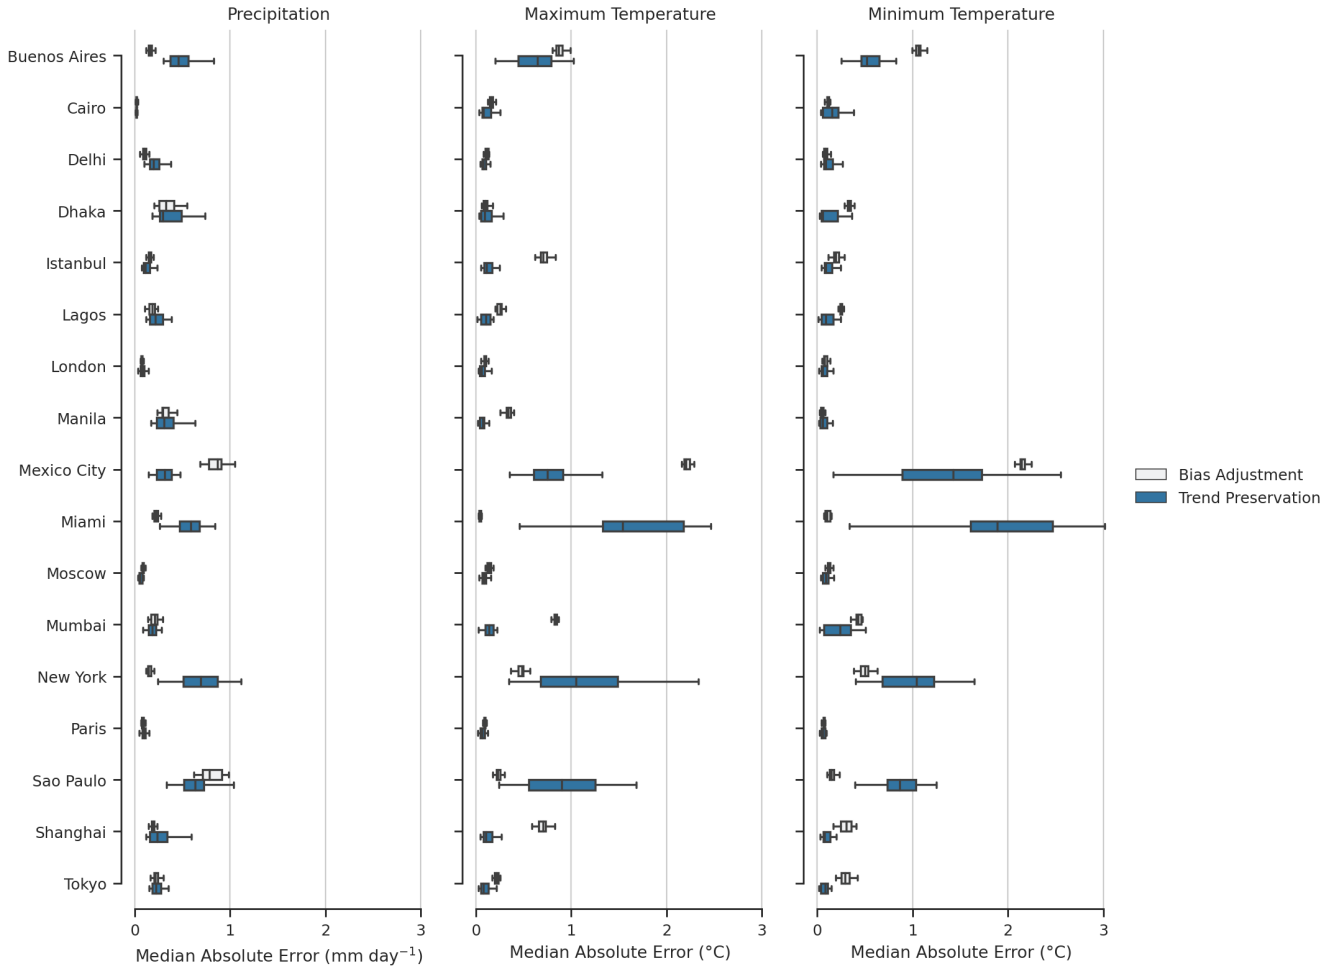 Precipitation
Maximum Temperature
Minimum Temperature
Buenos Aires
Cairo
Delhi
Dhaka
Istanbul
Lagos
London
Manila
Mexico City
Miami
Moscow
Mumbai
New York
Paris
Sao Paulo
Shanghai
Tokyo
0 1 2 3
0 1 2 3
0 1 2 3
Median Absolute Error (mm day⁻¹)
Median Absolute Error (°C)
Median Absolute Error (°C)
Bias Adjustment
Trend Preservation